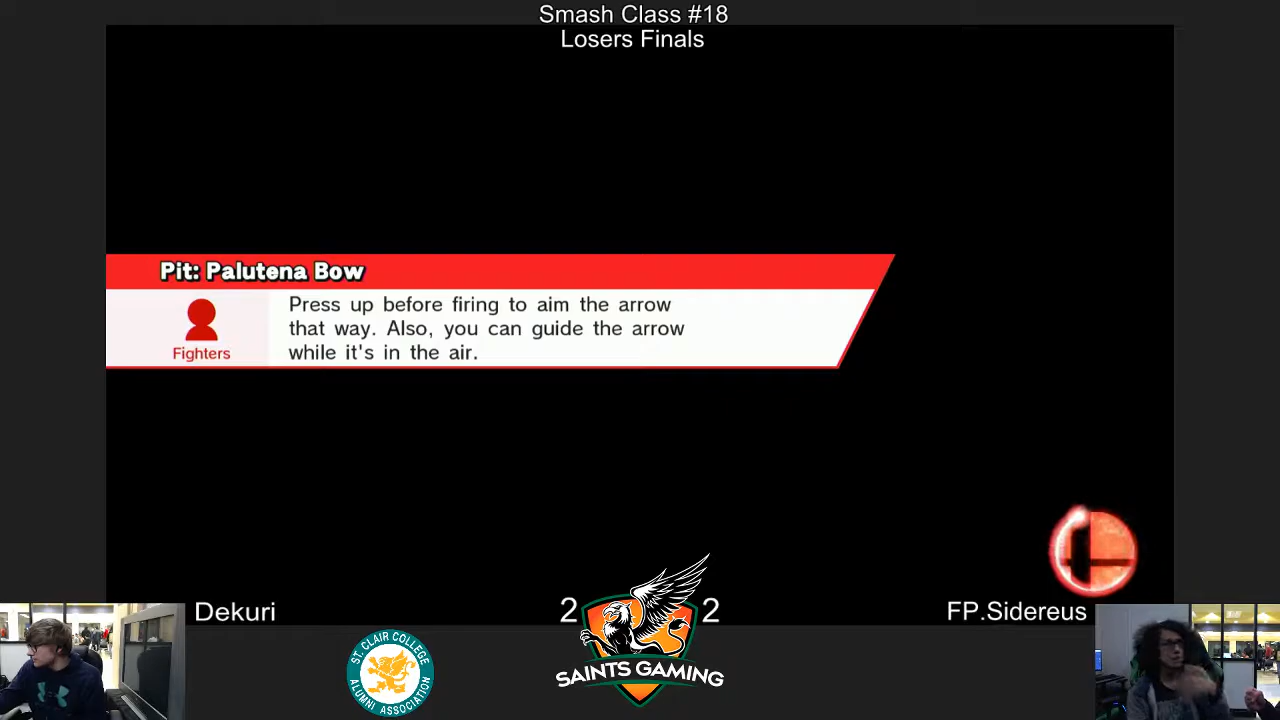 Smash Class #18
Losers Finals
Pit: Palutena Bow
Press up before firing to aim the arrow
that way. Also, you can guide the arrow
while it's in the air.
Fighters
Dekuri
2
2
FP.Sidereus
ST. CLAIR COLLEGE
ALUMNI ASSOCIATION
SAINTS GAMING